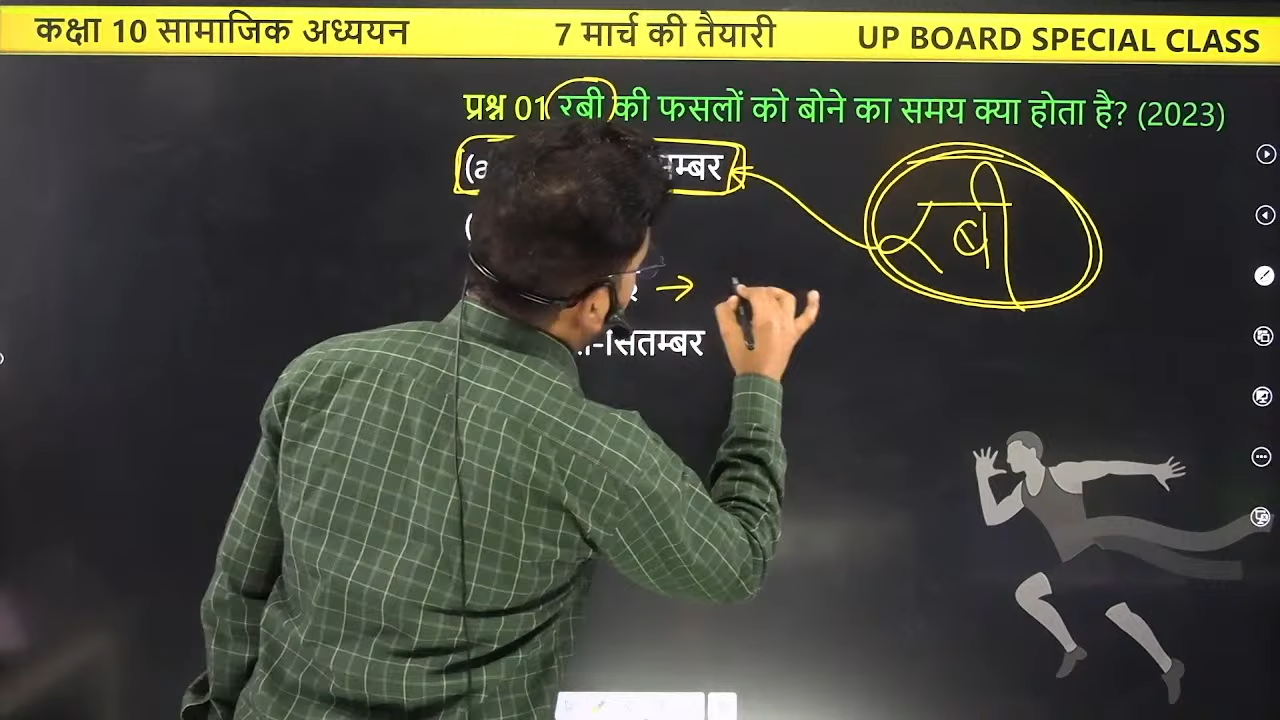 कक्षा 10 सामाजिक अध्ययन 7 मार्च की तैयारी UP BOARD SPECIAL CLASS
प्रश्न 01 रबी की फसलों को बोने का समय क्या होता है? (2023)
(a म्बर
रबी
-सितम्बर